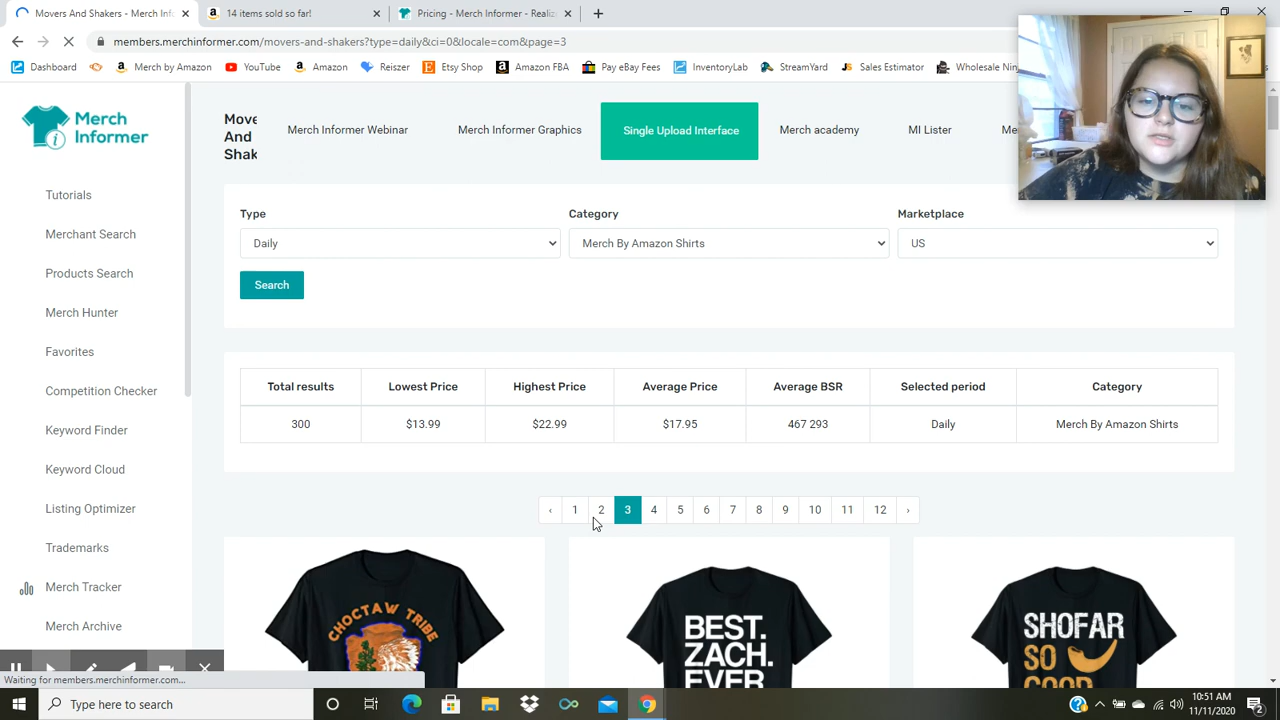 Movers And Shakers - Merch In
14 items sold so far!
Pricing - Merch Informer - Realiz
members.merchinformer.com/movers-and-shakers?type=daily&ci=0&locale=com&page=3
Dashboard
Merch by Amazon
YouTube
Amazon
Reiszer
Etsy Shop
Amazon FBA
Pay eBay Fees
InventoryLab
StreamYard
Sales Estimator
Wholesale Nin
Merch
Informer
Move
And
Shak
Merch Informer Webinar
Merch Informer Graphics
Single Upload Interface
Merch academy
MI Lister
Me
Tutorials
Merchant Search
Products Search
Merch Hunter
Favorites
Competition Checker
Keyword Finder
Keyword Cloud
Listing Optimizer
Trademarks
Merch Tracker
Merch Archive
Type
Category
Marketplace
Daily
Merch By Amazon Shirts
US
Search
Total results
Lowest Price
Highest Price
Average Price
Average BSR
Selected period
Category
300
$13.99
$22.99
$17.95
467 293
Daily
Merch By Amazon Shirts
‹ 1 2 3 4 5 6 7 8 9 10 11 12 ›
CHOCTAW TRIBE
BEST.
ZACH.
EVER
SHOFAR
SO
GOOD
Waiting for members.merchinformer.com...
Type here to search
10:51 AM
11/11/2020
2